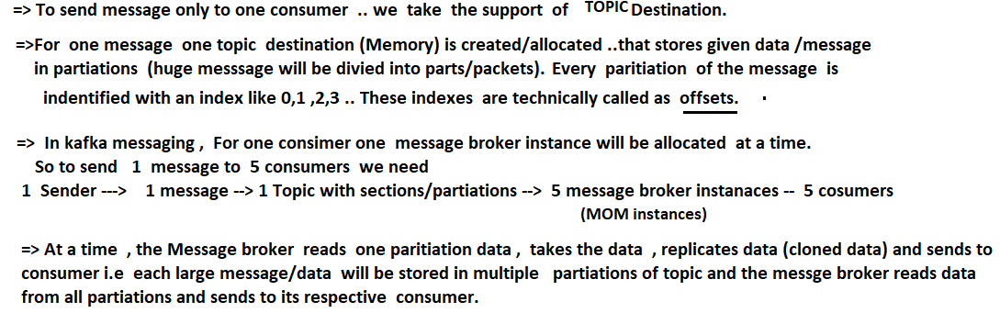 => To send message only to one consumer .. we take the support of TOPIC Destination.
=>For one message one topic destination (Memory) is created/allocated ..that stores given data /message
in partiations (huge messsage will be divied into parts/packets). Every paritiation of the message is
indentified with an index like 0,1 ,2,3 .. These indexes are technically called as offsets.
=> In kafka messaging , For one consimer one message broker instance will be allocated at a time.
So to send 1 message to 5 consumers we need
1 Sender ---> 1 message --> 1 Topic with sections/partiations --> 5 message broker instanaces -- 5 cosumers
(MOM instances)
=> At a time , the Message broker reads one paritiation data , takes the data , replicates data (cloned data) and sends to
consumer i.e each large message/data will be stored in multiple partiations of topic and the messge broker reads data
from all partiations and sends to its respective consumer.